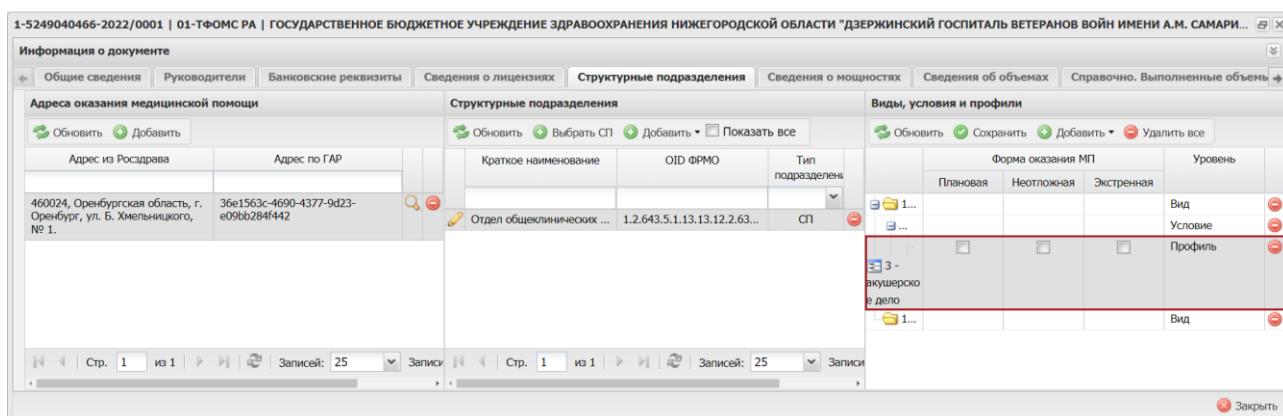 1-5249040466-2022/0001 | 01-ТФОМС РА | ГОСУДАРСТВЕННОЕ БЮДЖЕТНОЕ УЧРЕЖДЕНИЕ ЗДРАВООХРАНЕНИЯ НИЖЕГОРОДСКОЙ ОБЛАСТИ "ДЗЕРЖИНСКИЙ ГОСПИТАЛЬ ВЕТЕРАНОВ ВОЙН ИМЕНИ А.М. САМАРИ...
Информация о документе
Общие сведения Руководители Банковские реквизиты Сведения о лицензиях Структурные подразделения Сведения о мощностях Сведения об объемах Справочно. Выполненные объемы
Адреса оказания медицинской помощи
Обновить Добавить
Адрес из Росздрава Адрес по ГАР
460024, Оренбургская область, г.
Оренбург, ул. Б. Хмельницкого,
№ 1.
36e1563c-4690-4377-9d23-
e09bb284f442
Стр. 1 из 1 Записей: 25 Записи
Структурные подразделения
Обновить Выбрать СП Добавить Показать все
Краткое наименование OID ФРМО Тип
подразделени
Отдел общеклинических ... 1.2.643.5.1.13.13.12.2.63... СП
Стр. 1 из 1 Записей: 25 Записи
Виды, условия и профили
Обновить Сохранить Добавить Удалить все
Форма оказания МП Уровень
Плановая Неотложная Экстренная
1... Вид
... Условие
Профиль
3 -
акушерско
е дело
1... Вид
Закрыть